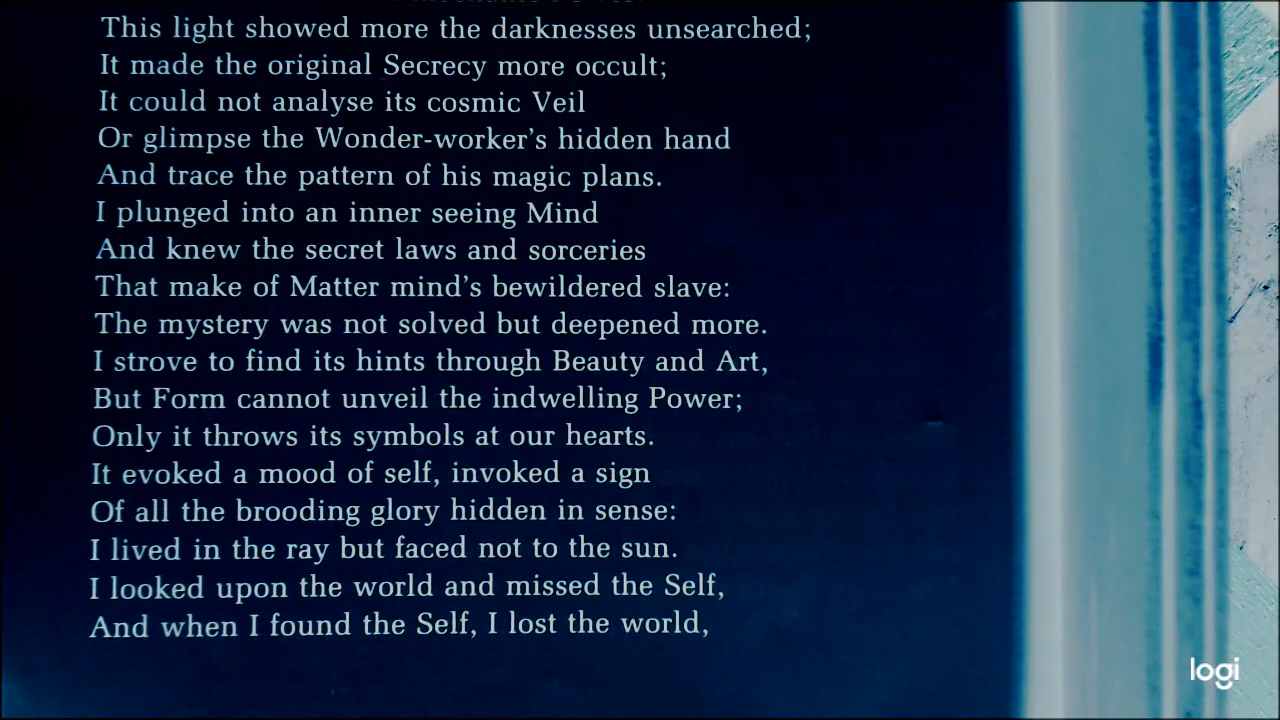 This light showed more the darknesses unsearched;
It made the original Secrecy more occult;
It could not analyse its cosmic Veil
Or glimpse the Wonder-worker's hidden hand
And trace the pattern of his magic plans.
I plunged into an inner seeing Mind
And knew the secret laws and sorceries
That make of Matter mind's bewildered slave:
The mystery was not solved but deepened more.
I strove to find its hints through Beauty and Art,
But Form cannot unveil the indwelling Power;
Only it throws its symbols at our hearts.
It evoked a mood of self, invoked a sign
Of all the brooding glory hidden in sense:
I lived in the ray but faced not to the sun.
I looked upon the world and missed the Self,
And when I found the Self, I lost the world,
logi